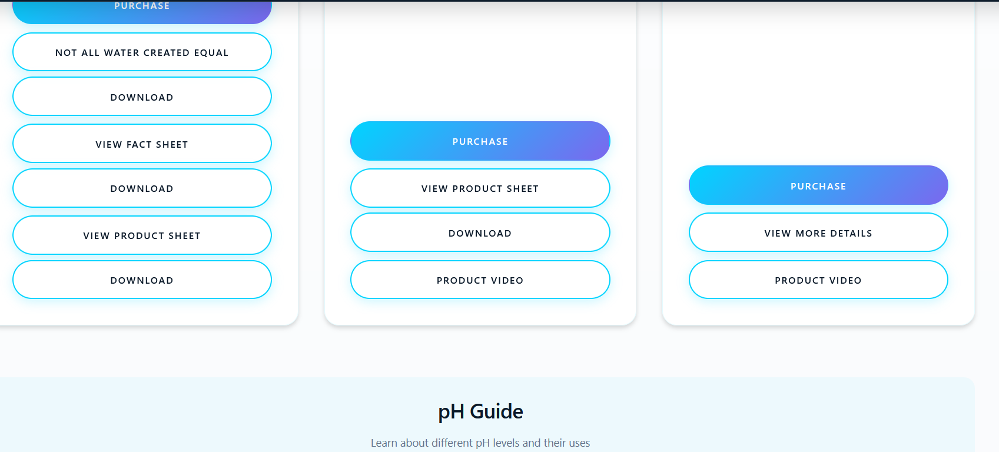 PURCHASE
NOT ALL WATER CREATED EQUAL
DOWNLOAD
VIEW FACT SHEET
DOWNLOAD
VIEW PRODUCT SHEET
DOWNLOAD
PURCHASE
VIEW PRODUCT SHEET
DOWNLOAD
PRODUCT VIDEO
PURCHASE
VIEW MORE DETAILS
PRODUCT VIDEO
pH Guide
Learn about different pH levels and their uses